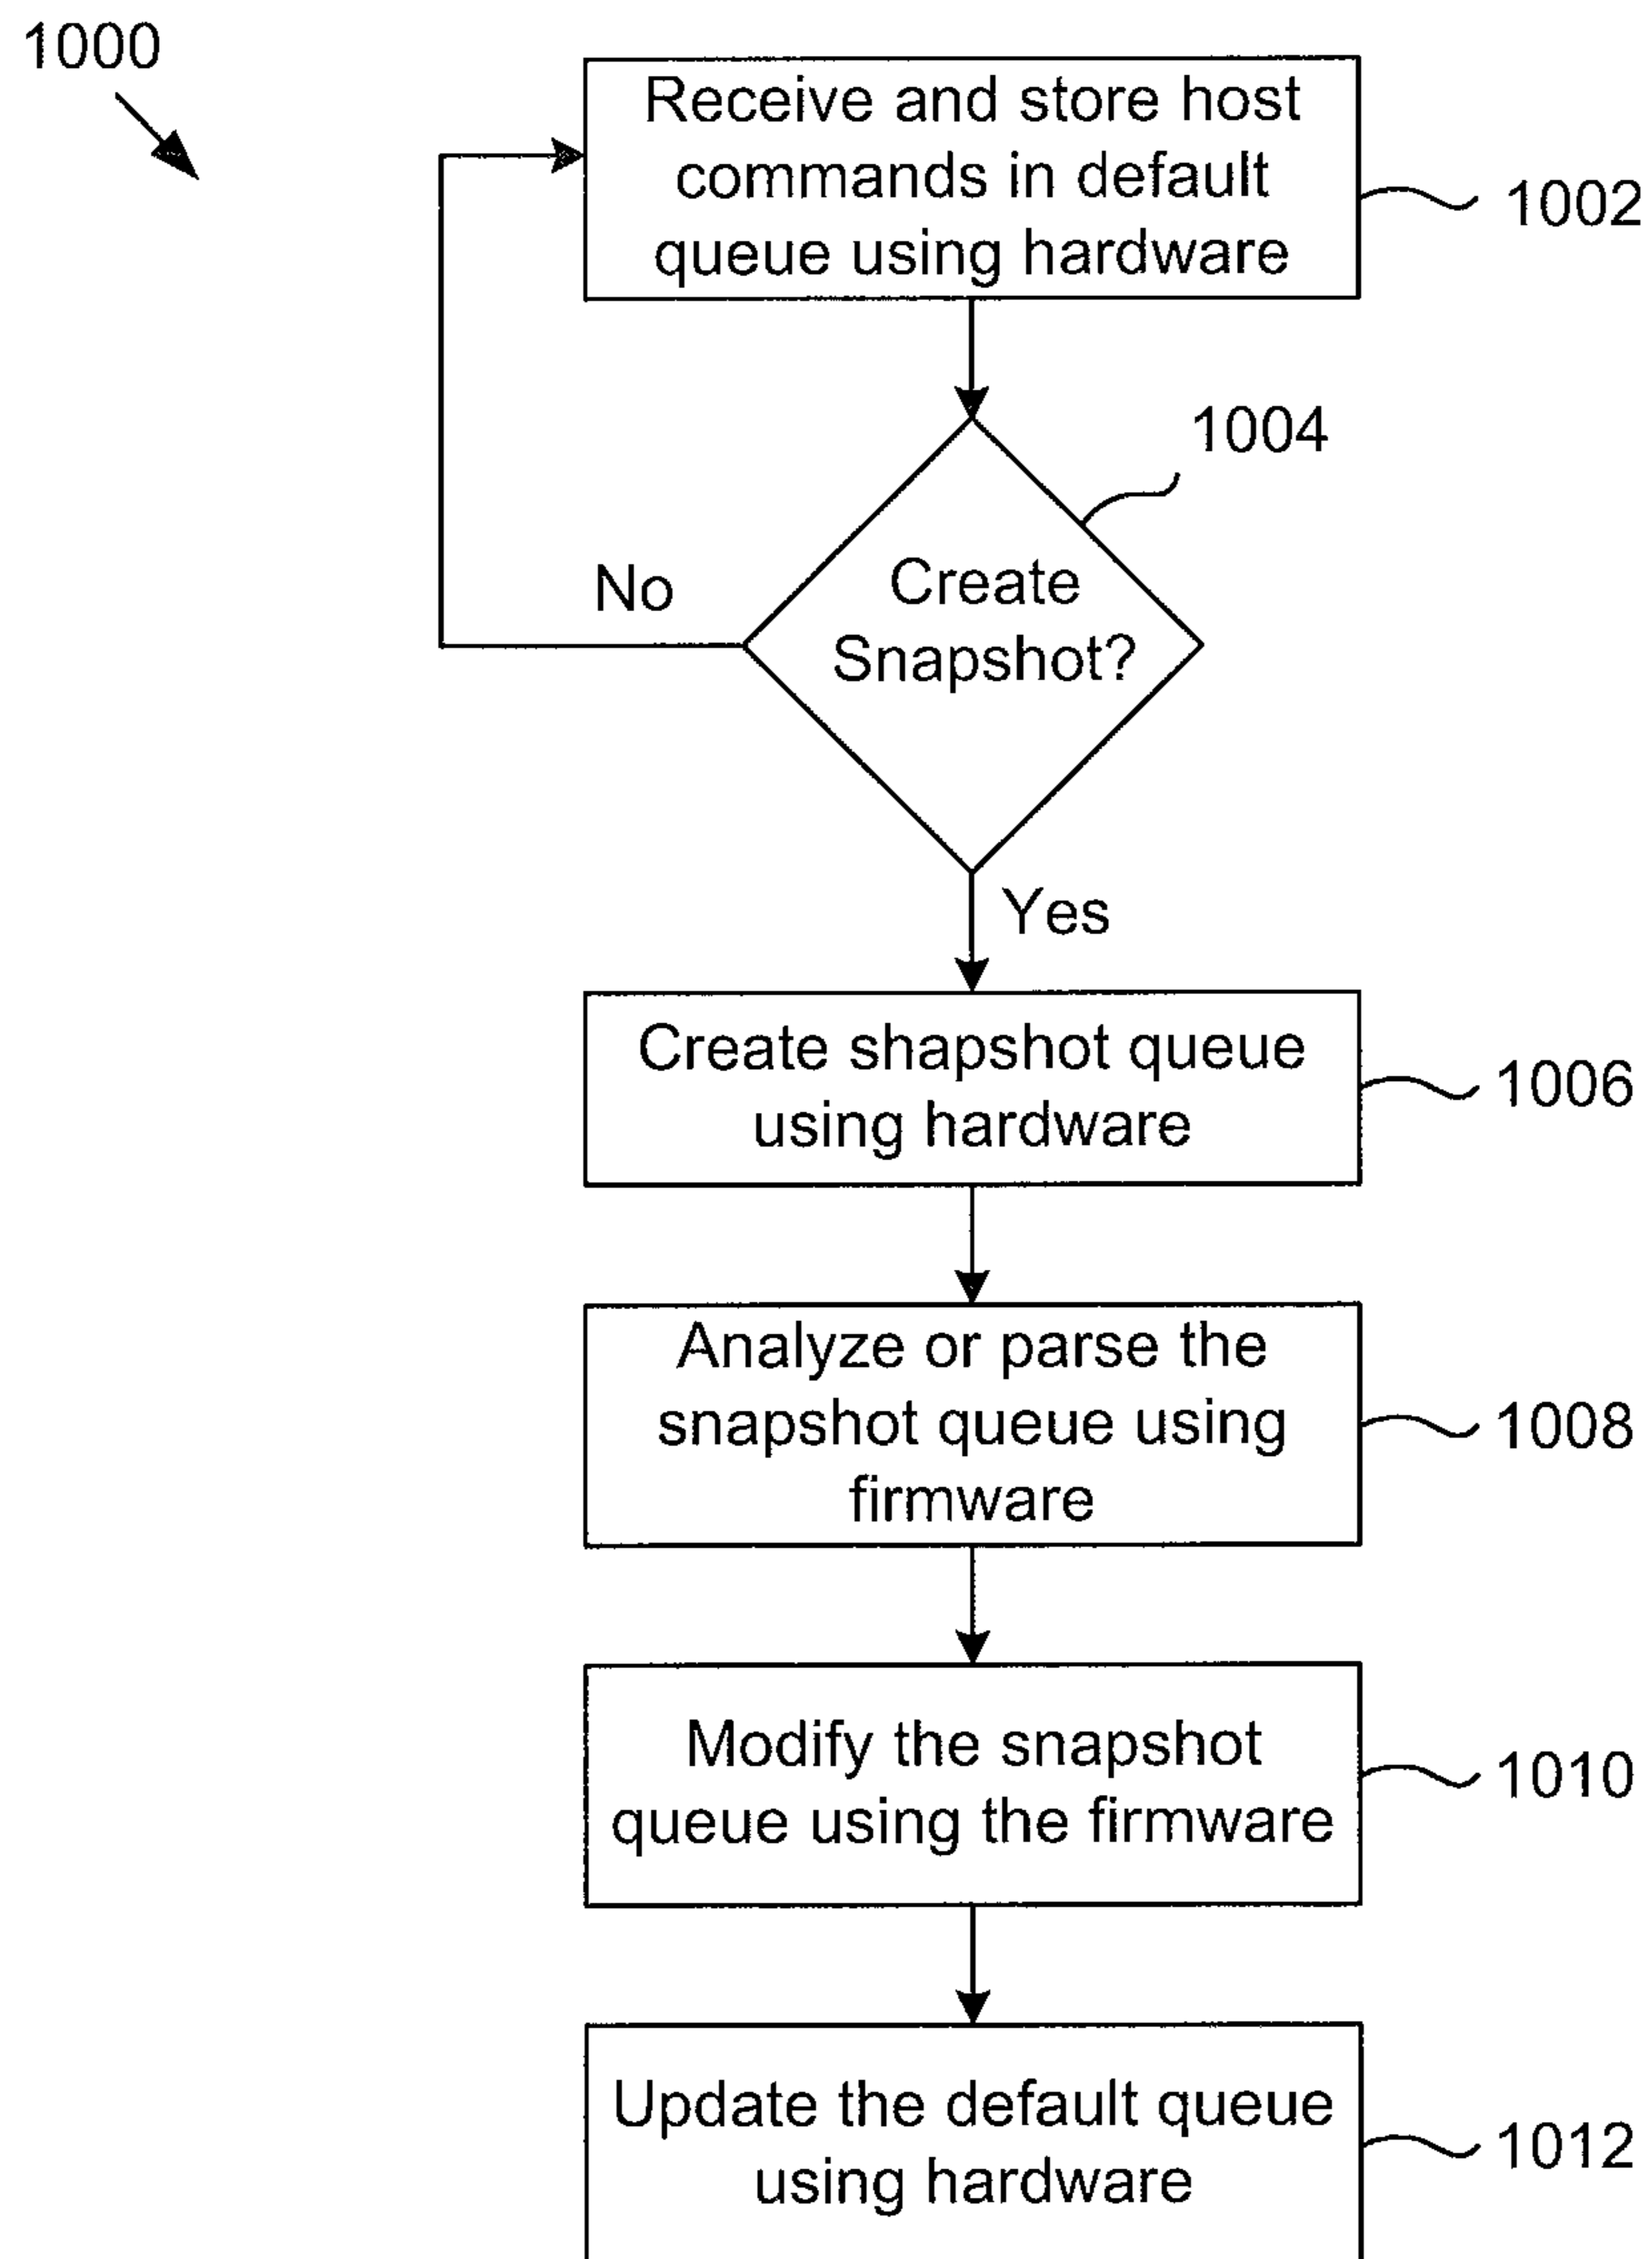 1000
Receive and store host
commands in default
queue using hardware
1002
1004
Create
Snapshot?
No
Yes
Create shapshot queue
using hardware
1006
Analyze or parse the
snapshot queue using
firmware
1008
Modify the snapshot
queue using the firmware
1010
Update the default queue
using hardware
1012